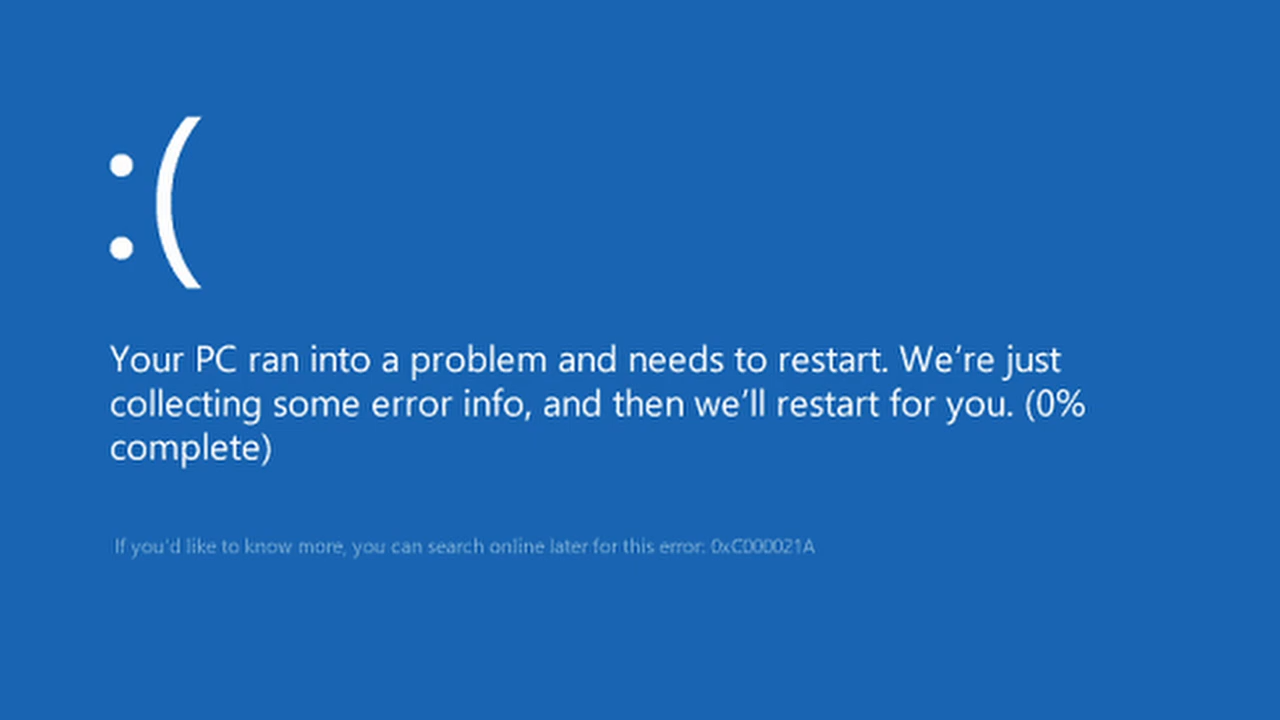 :(
Your PC ran into a problem and needs to restart. We’re just
collecting some error info, and then we’ll restart for you. (0%
complete)
If you'd like to know more, you can search online later for this error: 0xC000021A